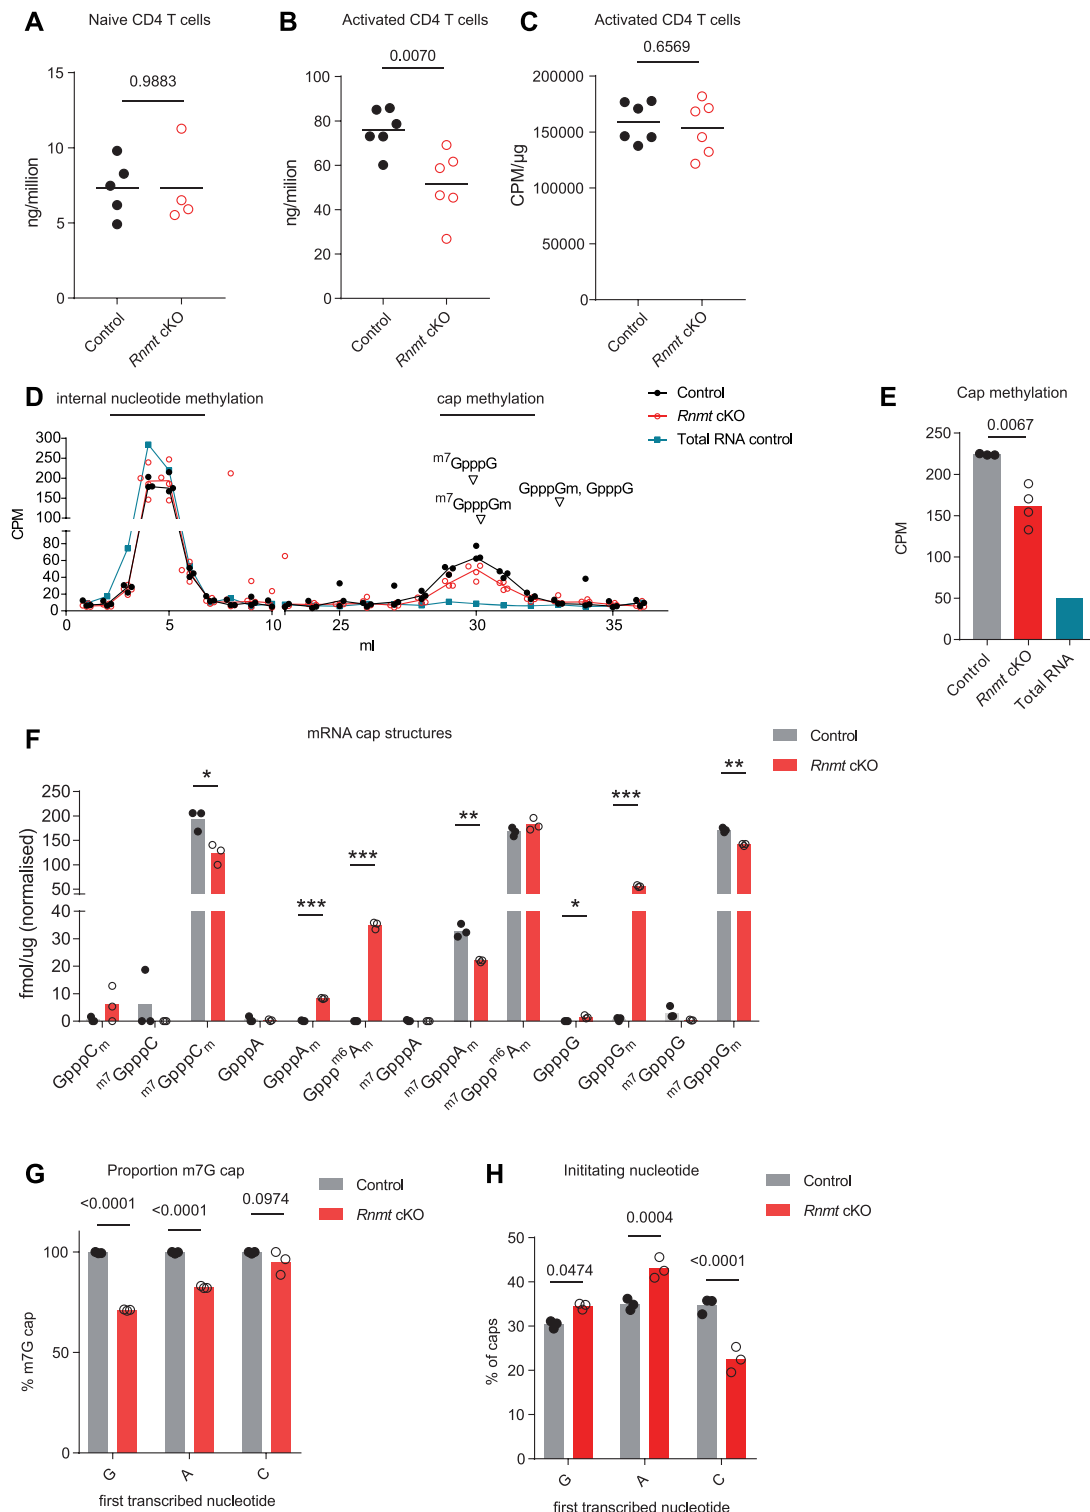 A Naive CD4 T cells
0.9883
15
10
5
0
ng/million
Control
Rnmt cKO
B Activated CD4 T cells
0.0070
100
80
60
40
20
0
ng/milion
Control
Rnmt cKO
C Activated CD4 T cells
0.6569
200000
150000
100000
50000
0
CPM/µg
Control
Rnmt cKO
D
internal nucleotide methylation
cap methylation
Control
Rnmt cKO
Total RNA control
m7GpppG
m7GpppGm
GpppGm, GpppG
300
250
200
150
100
80
60
40
20
0
CPM
0 5 10 25 30 35
ml
E Cap methylation
0.0067
250
200
150
100
50
0
CPM
Control
Rnmt cKO
Total RNA
F mRNA cap structures
Control
Rnmt cKO
* *** *** ** * *** **
200
150
100
50
40
30
20
10
0
fmol/ug (normalised)
GpppCm
m7GpppC
m7GpppCm
GpppA
GpppAm
Gpppm6Am
m7GpppA
m7GpppAm
m7Gpppm6Am
GpppG
GpppGm
m7GpppG
m7GpppGm
G Proportion m7G cap
Control
Rnmt cKO
<0.0001 <0.0001 0.0974
100
50
0
% m7G cap
G A C
first transcribed nucleotide
H Inititating nucleotide
Control
Rnmt cKO
0.0474 0.0004 <0.0001
50
40
30
20
10
0
% of caps
G A C
first transcribed nucleotide